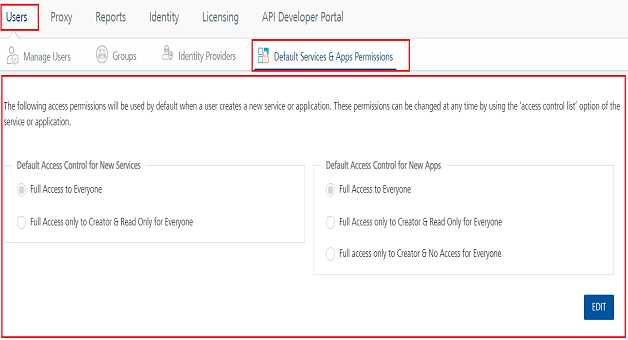 Users Proxy Reports Identity Licensing API Developer Portal
Manage Users Groups Identity Providers Default Services & Apps Permissions
The following access permissions will be used by default when a user creates a new service or application. These permissions can be changed at any time by using the 'access control list' option of the
service or application.
Default Access Control for New Services
Full Access to Everyone
Full Access only to Creator & Read Only for Everyone
Default Access Control for New Apps
Full Access to Everyone
Full Access only to Creator & Read Only for Everyone
Full access only to Creator & No Access for Everyone
EDIT